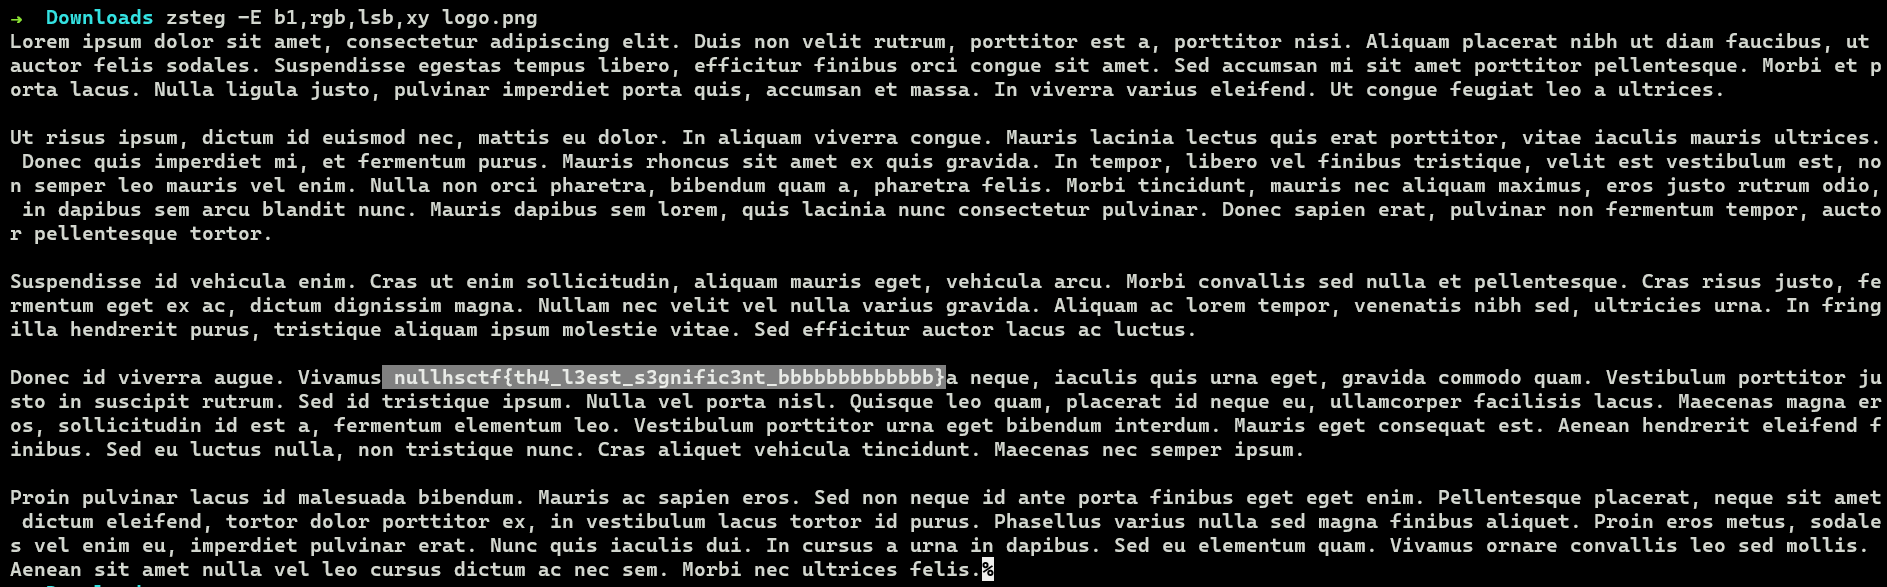 ➜  Downloads zsteg -E b1,rgb,lsb,xy logo.png
Lorem ipsum dolor sit amet, consectetur adipiscing elit. Duis non velit rutrum, porttitor est a, porttitor nisi. Aliquam placerat nibh ut diam faucibus, ut
auctor felis sodales. Suspendisse egestas tempus libero, efficitur finibus orci congue sit amet. Sed accumsan mi sit amet porttitor pellentesque. Morbi et p
orta lacus. Nulla ligula justo, pulvinar imperdiet porta quis, accumsan et massa. In viverra varius eleifend. Ut congue feugiat leo a ultrices.

Ut risus ipsum, dictum id euismod nec, mattis eu dolor. In aliquam viverra congue. Mauris lacinia lectus quis erat porttitor, vitae iaculis mauris ultrices.
 Donec quis imperdiet mi, et fermentum purus. Mauris rhoncus sit amet ex quis gravida. In tempor, libero vel finibus tristique, velit est vestibulum est, no
n semper leo mauris vel enim. Nulla non orci pharetra, bibendum quam a, pharetra felis. Morbi tincidunt, mauris nec aliquam maximus, eros justo rutrum odio,
 in dapibus sem arcu blandit nunc. Mauris dapibus sem lorem, quis lacinia nunc consectetur pulvinar. Donec sapien erat, pulvinar non fermentum tempor, aucto
r pellentesque tortor.

Suspendisse id vehicula enim. Cras ut enim sollicitudin, aliquam mauris eget, vehicula arcu. Morbi convallis sed nulla et pellentesque. Cras risus justo, fe
rmentum eget ex ac, dictum dignissim magna. Nullam nec velit vel nulla varius gravida. Aliquam ac lorem tempor, venenatis nibh sed, ultricies urna. In fring
illa hendrerit purus, tristique aliquam ipsum molestie vitae. Sed efficitur auctor lacus ac luctus.

Donec id viverra augue. Vivamus nullhsctf{th4_l3est_s3gnific3nt_bbbbbbbbbbbbb}a neque, iaculis quis urna eget, gravida commodo quam. Vestibulum porttitor ju
sto in suscipit rutrum. Sed id tristique ipsum. Nulla vel porta nisl. Quisque leo quam, placerat id neque eu, ullamcorper facilisis lacus. Maecenas magna er
os, sollicitudin id est a, fermentum elementum leo. Vestibulum porttitor urna eget bibendum interdum. Mauris eget consequat est. Aenean hendrerit eleifend f
inibus. Sed eu luctus nulla, non tristique nunc. Cras aliquet vehicula tincidunt. Maecenas nec semper ipsum.

Proin pulvinar lacus id malesuada bibendum. Mauris ac sapien eros. Sed non neque id ante porta finibus eget eget enim. Pellentesque placerat, neque sit amet
 dictum eleifend, tortor dolor porttitor ex, in vestibulum lacus tortor id purus. Phasellus varius nulla sed magna finibus aliquet. Proin eros metus, sodale
s vel enim eu, imperdiet pulvinar erat. Nunc quis iaculis dui. In cursus a urna in dapibus. Sed eu elementum quam. Vivamus ornare convallis leo sed mollis.
Aenean sit amet nulla vel leo cursus dictum ac nec sem. Morbi nec ultrices felis.%